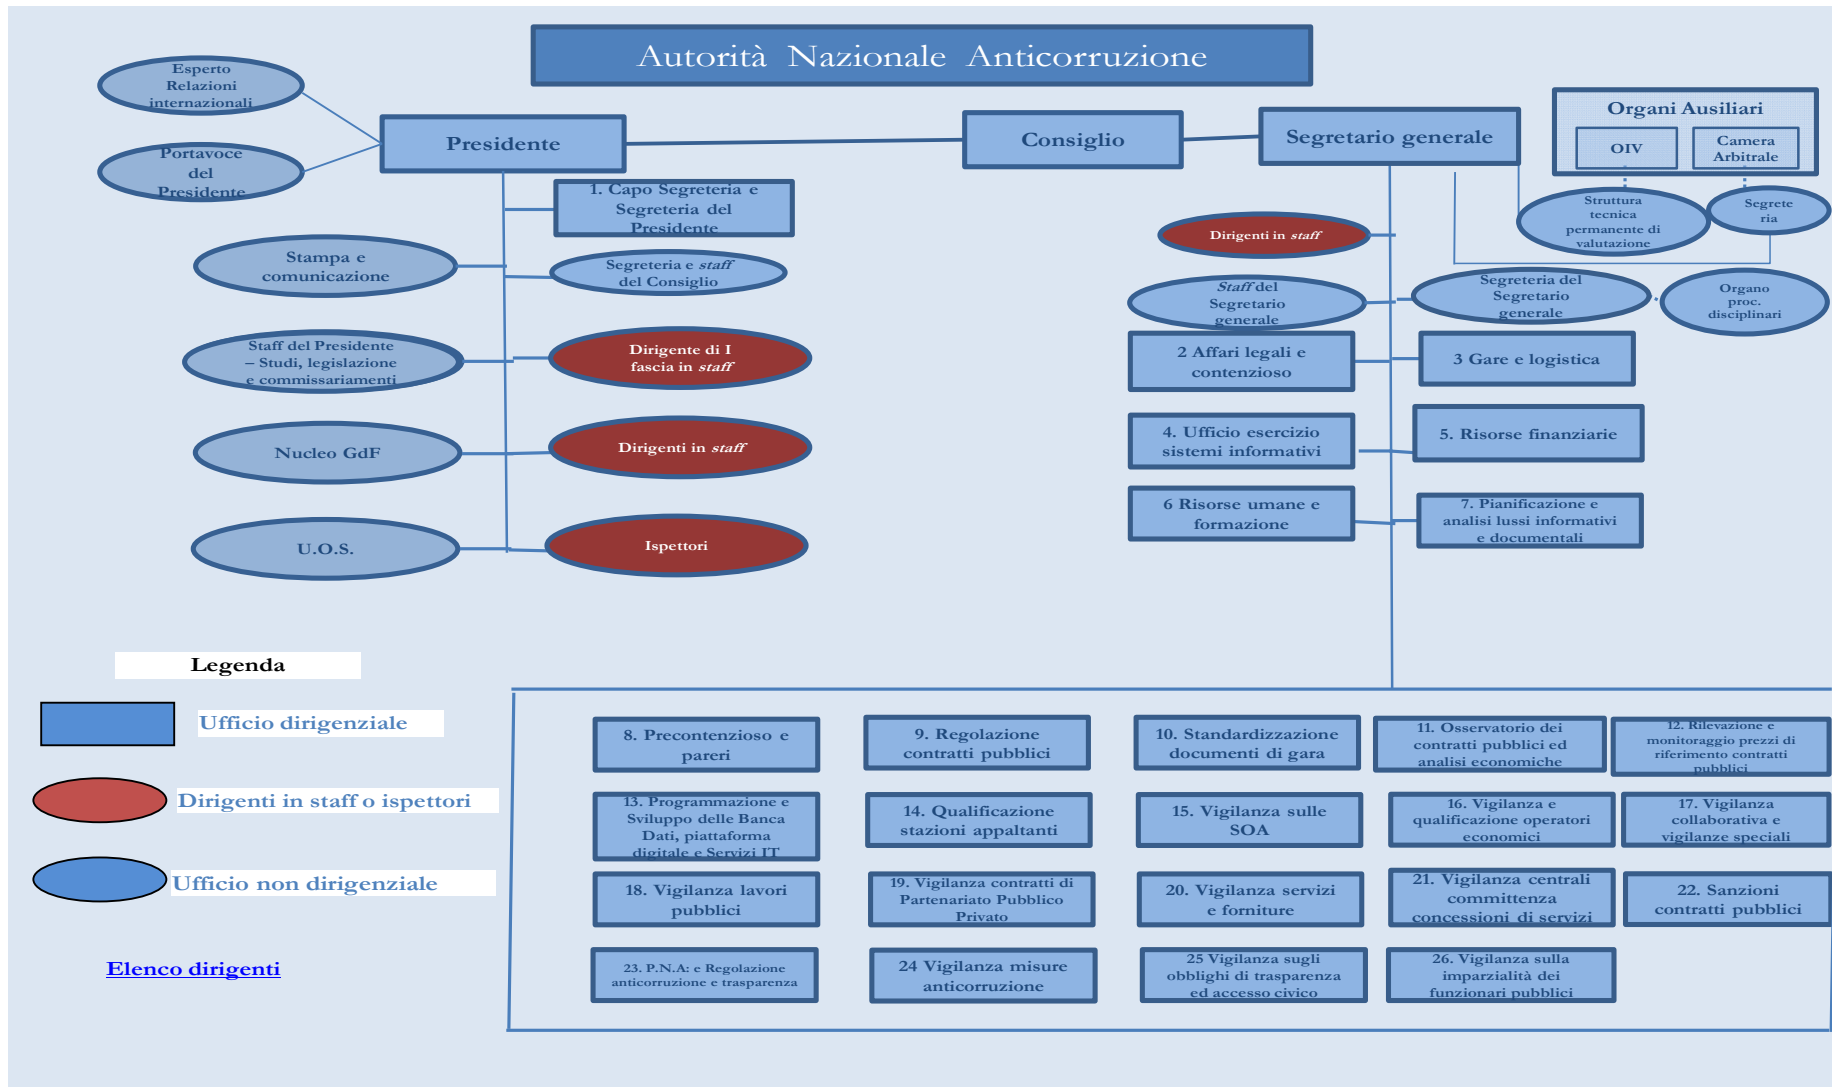 Autorità Nazionale Anticorruzione
Esperto
Relazioni
internazionali
Portavoce
del
Presidente
Presidente
Consiglio
Segretario generale
Organi Ausiliari
OIV
Camera
Arbitrale
Struttura
tecnica
permanente di
valutazione
Segrete
ria
1. Capo Segreteria e
Segreteria del
Presidente
Stampa e
comunicazione
Segreteria e staff
del Consiglio
Staff del Presidente
– Studi, legislazione
e commissariamenti
Dirigente di I
fascia in staff
Nucleo GdF
Dirigenti in staff
U.O.S.
Ispettori
Dirigenti in staff
Staff del
Segretario
generale
Segreteria del
Segretario
generale
Organo
proc.
disciplinari
2 Affari legali e
contenzioso
3 Gare e logistica
4. Ufficio esercizio
sistemi informativi
5. Risorse finanziarie
6 Risorse umane e
formazione
7. Pianificazione e
analisi lussi informativi
e documentali
Legenda
Ufficio dirigenziale
Dirigenti in staff o ispettori
Ufficio non dirigenziale
Elenco dirigenti
8. Precontenzioso e
pareri
9. Regolazione
contratti pubblici
10. Standardizzazione
documenti di gara
11. Osservatorio dei
contratti pubblici ed
analisi economiche
12. Rilevazione e
monitoraggio prezzi di
riferimento contratti
pubblici
13. Programmazione e
Sviluppo delle Banca
Dati, piattaforma
digitale e Servizi IT
14. Qualificazione
stazioni appaltanti
15. Vigilanza sulle
SOA
16. Vigilanza e
qualificazione operatori
economici
17. Vigilanza
collaborativa e
vigilanze speciali
18. Vigilanza lavori
pubblici
19. Vigilanza contratti di
Partenariato Pubblico
Privato
20. Vigilanza servizi
e forniture
21. Vigilanza centrali
committenza
concessioni di servizi
22. Sanzioni
contratti pubblici
23. P.N.A: e Regolazione
anticorruzione e trasparenza
24 Vigilanza misure
anticorruzione
25 Vigilanza sugli
obblighi di trasparenza
ed accesso civico
26. Vigilanza sulla
imparzialità dei
funzionari pubblici